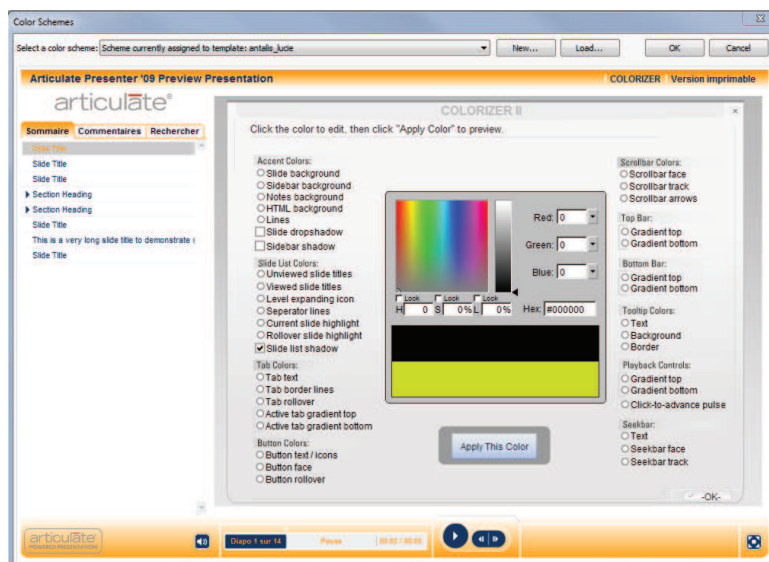 Color Schemes
Select a color scheme: Scheme currently assigned to template: antalis_lucie
New... Load... OK Cancel
Articulate Presenter '09 Preview Presentation
COLORIZER Version imprimable
articulate®
Sommaire Commentaires Rechercher
Slide Title
Slide Title
Slide Title
Section Heading
Section Heading
Slide Title
This is a very long slide title to demonstrate
Slide Title
COLORIZER II
Click the color to edit, then click "Apply Color" to preview.
Accent Colors:
Slide background
Sidebar background
Notes background
HTML background
Lines
Slide dropshadow
Sidebar shadow
Slide List Colors:
Unviewed slide titles
Viewed slide titles
Level expanding icon
Seperator lines
Current slide highlight
Rollover slide highlight
Slide list shadow
Tab Colors:
Tab text
Tab border lines
Tab rollover
Active tab gradient top
Active tab gradient bottom
Button Colors:
Button text / icons
Button face
Button rollover
Red: 0
Green: 0
Blue: 0
Lock Lock Lock
H 0 S 0% L 0% Hex: #000000
Apply This Color
Scrollbar Colors:
Scrollbar face
Scrollbar track
Scrollbar arrows
Top Bar:
Gradient top
Gradient bottom
Bottom Bar:
Gradient top
Gradient bottom
Tooltip Colors:
Text
Background
Border
Playback Controls:
Gradient top
Gradient bottom
Click-to-advance pulse
Seekbar:
Text
Seekbar face
Seekbar track
-OK-
articulate
POWERED PRESENTATION
Diapo 1 sur 14 Pause